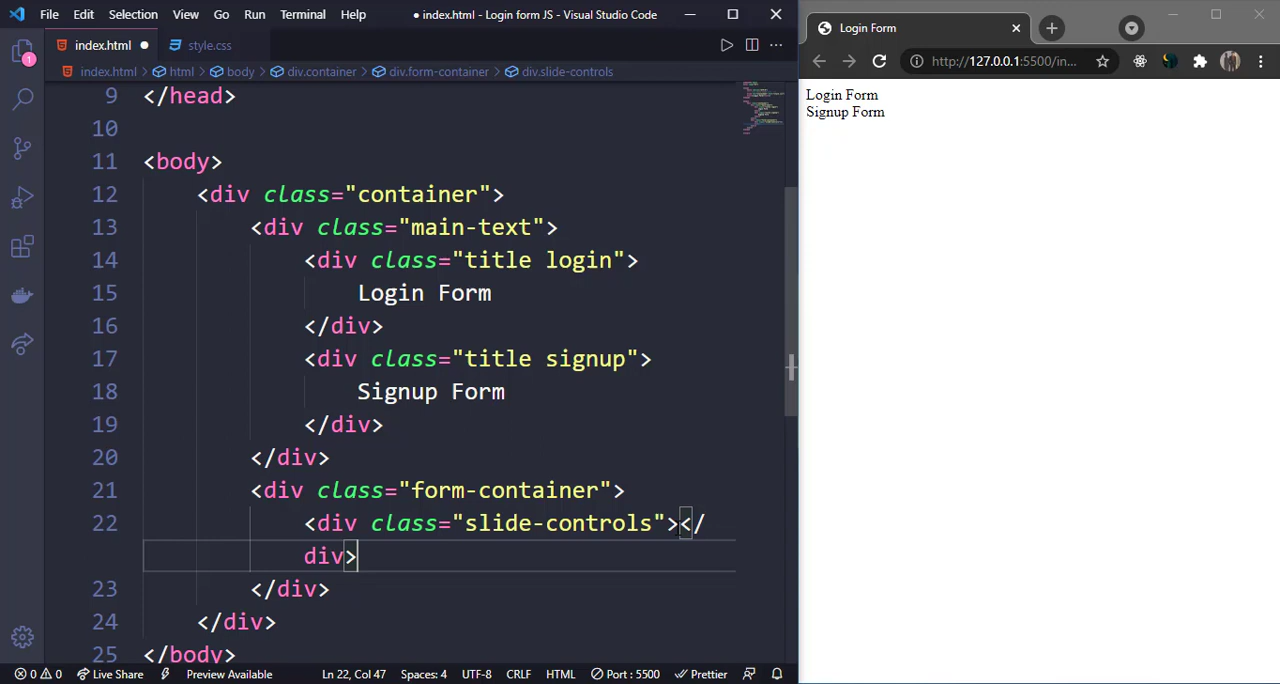 File Edit Selection View Go Run Terminal Help
● index.html - Login form JS - Visual Studio Code
index.html ●
style.css
index.html > html > body > div.container > div.form-container > div.slide-controls
9 </head>
10
11 <body>
12 <div class="container">
13 <div class="main-text">
14 <div class="title login">
15 Login Form
16 </div>
17 <div class="title signup">
18 Signup Form
19 </div>
20 </div>
21 <div class="form-container">
22 <div class="slide-controls"></
div>
23 </div>
24 </div>
25 </body>
1
0 0 Live Share Preview Available Ln 22, Col 47 Spaces: 4 UTF-8 CRLF HTML Port : 5500 Prettier
Login Form
http://127.0.0.1:5500/in...
Login Form
Signup Form